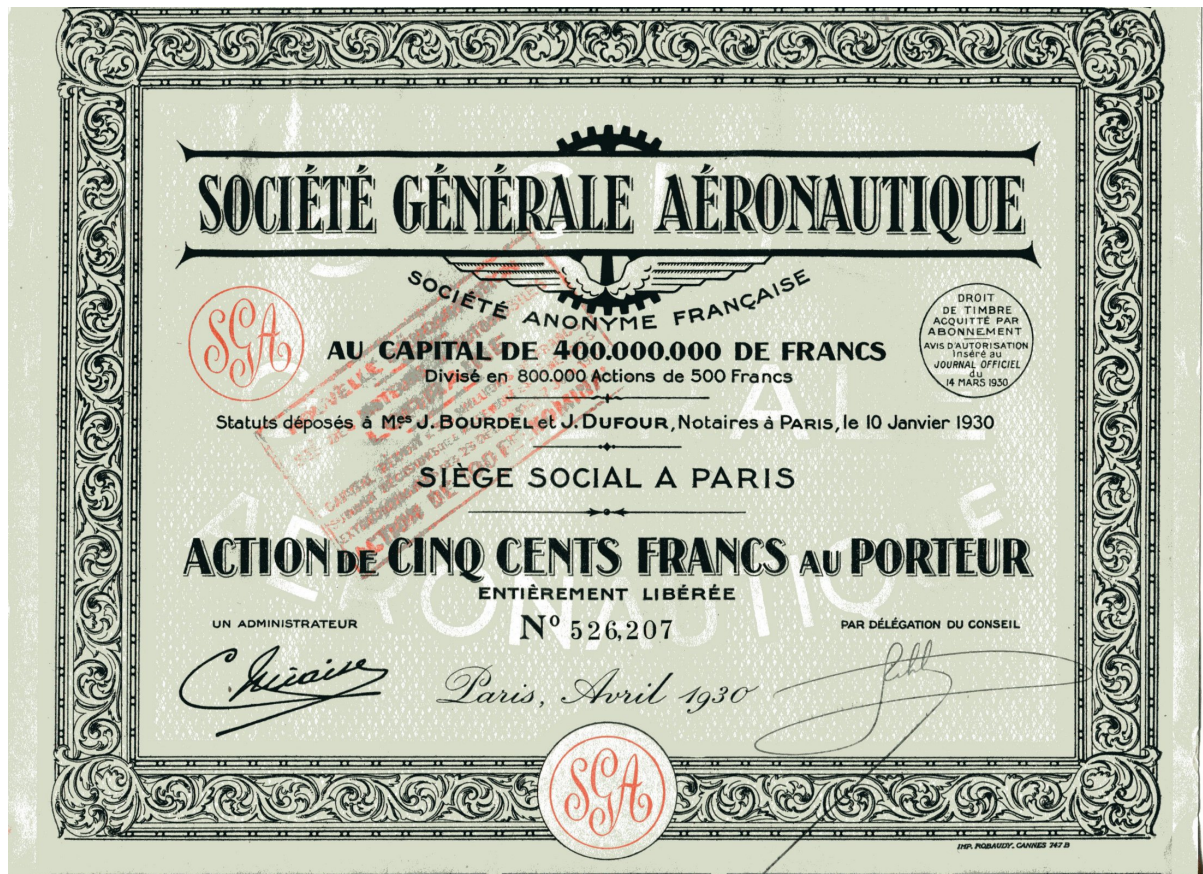 SOCIÉTÉ GÉNÉRALE AÉRONAUTIQUE
SOCIÉTÉ ANONYME FRANÇAISE
SGA
DROIT
DE TIMBRE
ACQUITTÉ PAR
ABONNEMENT
AVIS D'AUTORISATION
Inséré au
JOURNAL OFFICIEL
du
14 MARS 1930
AU CAPITAL DE 400.000.000 DE FRANCS
Divisé en 800.000 Actions de 500 Francs
Statuts déposés à Mes J. BOURDEL et J. DUFOUR, Notaires à PARIS, le 10 Janvier 1930
SIÈGE SOCIAL A PARIS
ACTION DE CINQ CENTS FRANCS AU PORTEUR
ENTIÈREMENT LIBÉRÉE
No 526,207
UN ADMINISTRATEUR
PAR DÉLÉGATION DU CONSEIL
Paris, Avril 1930
SGA
IMP. ROBAUDY. CANNES 747 B